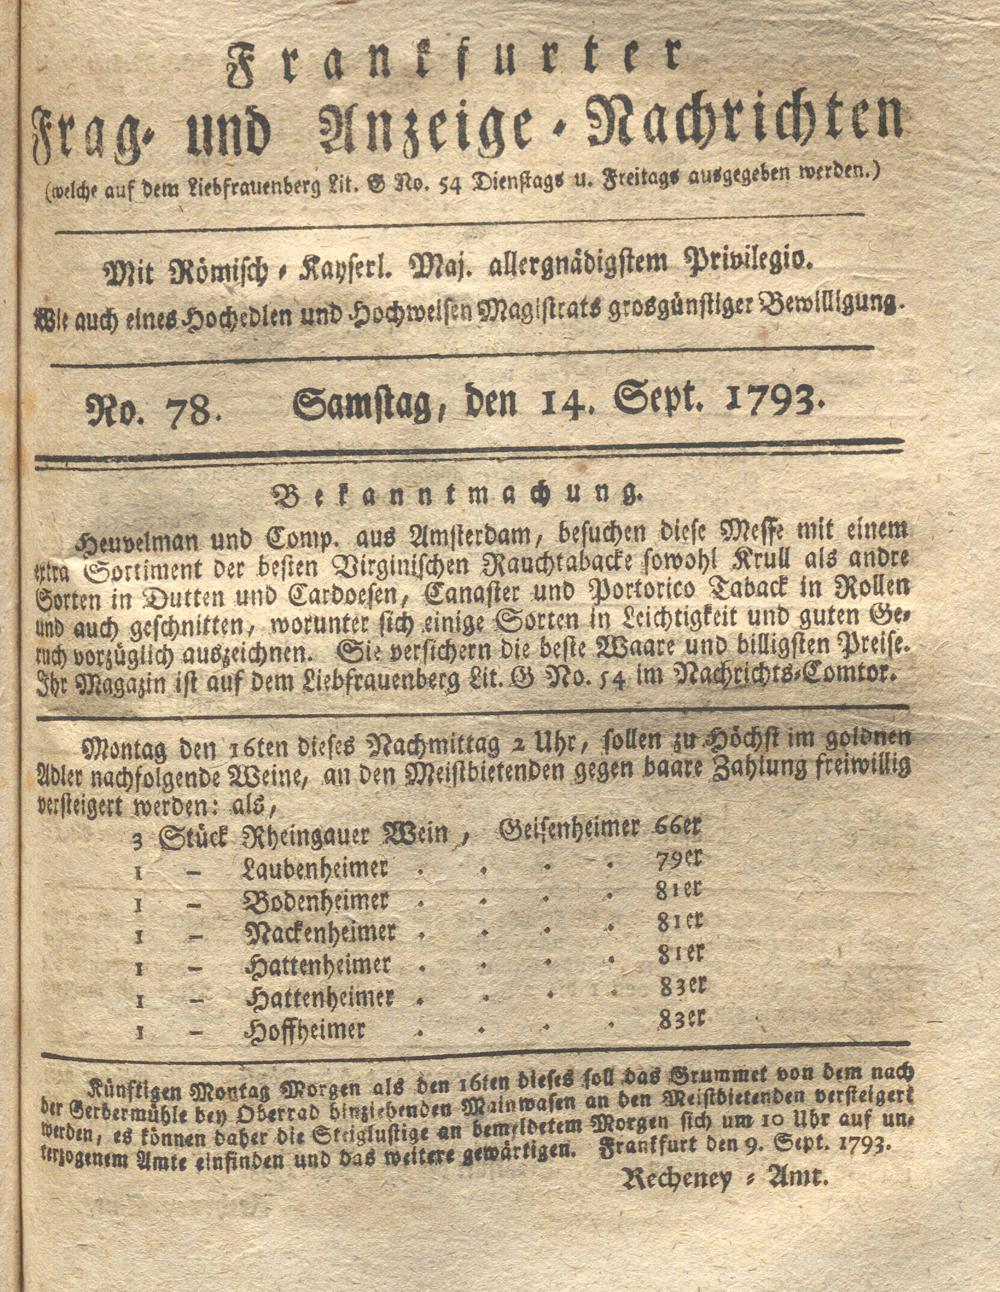 Frankfurter
Frag- und Anzeige-Nachrichten
(welche auf dem Liebfrauenberg Lit. G No. 54 Dienstags u. Freitags ausgegeben werden.)
Mit Römisch-Kayserl. Maj. allergnädigstem Privilegio.
Wie auch eines Hochedlen und Hochweisen Magistrats grosgünstiger Bewilligung.
No. 78. Samstag, den 14. Sept. 1793.
Bekanntmachung.
Heuvelman und Comp. aus Amsterdam, besuchen diese Messe mit einem
extra Sortiment der besten Virginischen Rauchtabacke sowohl Krull als andre
Sorten in Dutten und Cardoesen, Canaster und Portorico Taback in Rollen
und auch geschnitten, worunter sich einige Sorten in Leichtigkeit und guten Ge-
ruch vorzüglich auszeichnen. Sie versichern die beste Waare und billigsten Preise.
Ihr Magazin ist auf dem Liebfrauenberg Lit. G No. 54 im Nachrichts-Comtor.
Montag den 16ten dieses Nachmittag 2 Uhr, sollen zu Höchst im goldnen
Adler nachfolgende Weine, an den Meistbietenden gegen baare Zahlung freiwillig
versteigert werden: als,
3 Stück Rheingauer Wein, Geisenheimer 66er
1 – Laubenheimer . . . . 79er
1 – Bodenheimer . . . . 81er
1 – Nackenheimer . . . . 81er
1 – Hattenheimer . . . . 81er
1 – Hattenheimer . . . . 83er
1 – Hoffheimer . . . . 83er
Künftigen Montag Morgen als den 16ten dieses soll das Grummet von dem nach
der Gerbermühle bey Oberrad hinziehenden Mainwasen an den Meistbietenden versteigert
werden, es können daher die Steiglustige an bemeldetem Morgen sich um 10 Uhr auf un-
terzogenem Amte einfinden und das weitere gewärtigen. Frankfurt den 9. Sept. 1793.
Recheney-Amt.